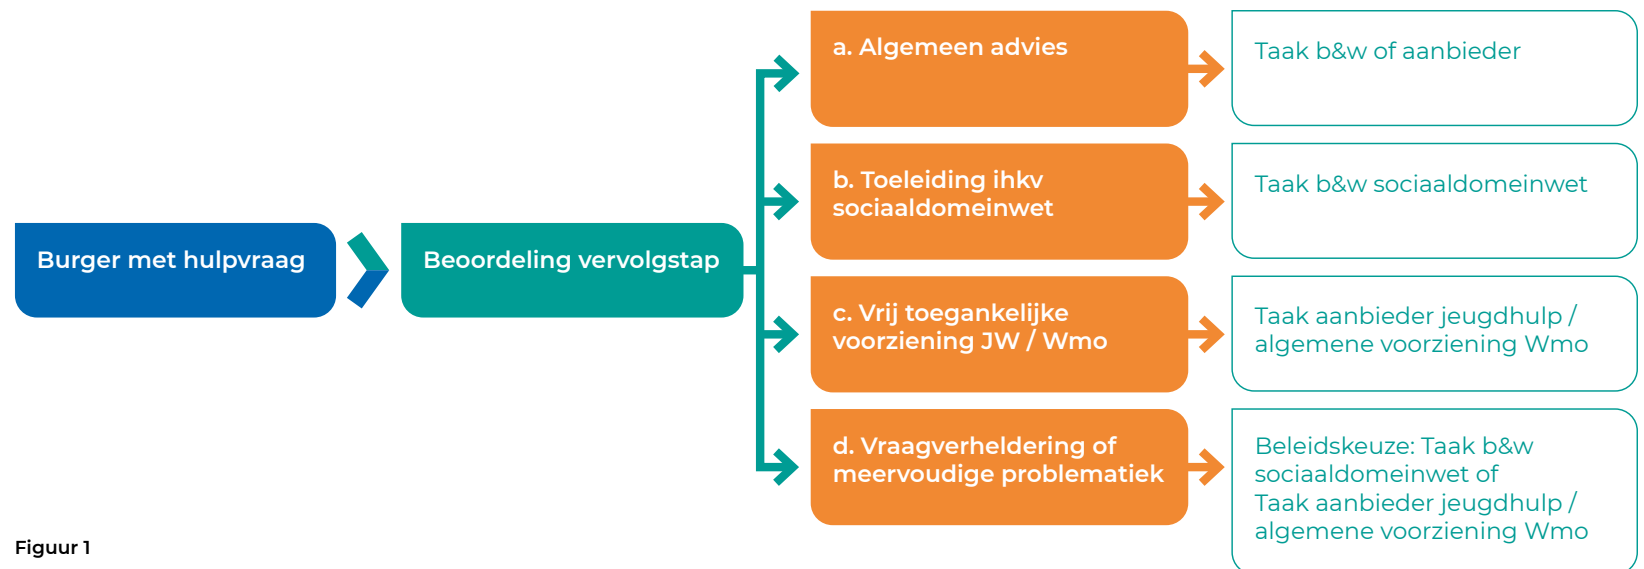 Burger met hulpvraag
Beoordeling vervolgstap
a. Algemeen advies
Taak b&w of aanbieder
b. Toeleiding ihkv
sociaaldomeinwet
Taak b&w sociaaldomeinwet
c. Vrij toegankelijke
voorziening JW / Wmo
Taak aanbieder jeugdhulp /
algemene voorziening Wmo
d. Vraagverheldering of
meervoudige problematiek
Beleidskeuze: Taak b&w
sociaaldomeinwet of
Taak aanbieder jeugdhulp /
algemene voorziening Wmo
Figuur 1